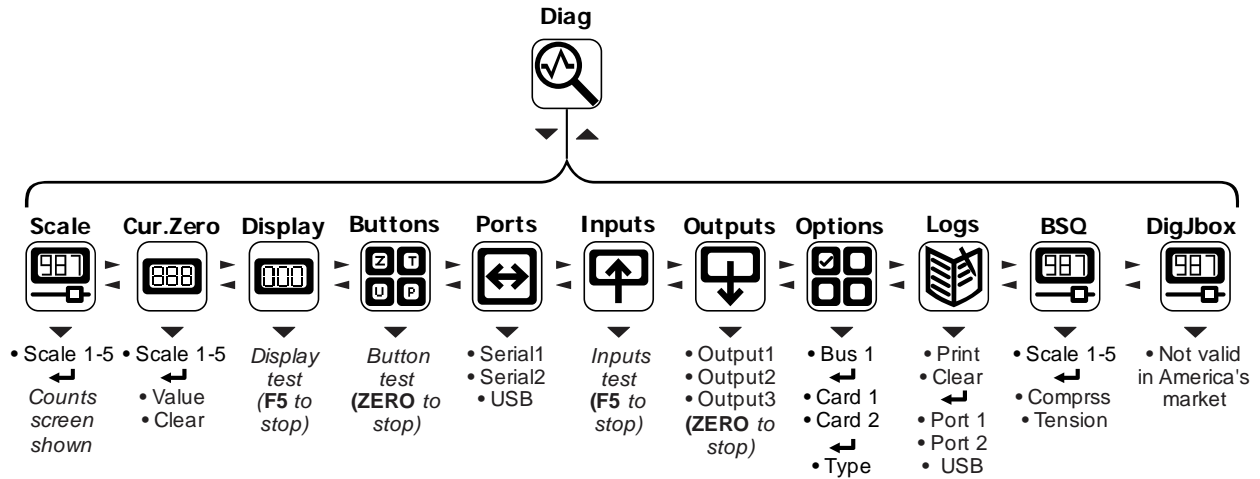 Diag
Scale
987
• Scale 1-5
Counts
screen
shown
Cur.Zero
888
• Scale 1-5
• Value
• Clear
Display
000
Display
test
(F5 to
stop)
Buttons
Z T
U P
Button
test
(ZERO to
stop)
Ports
• Serial1
• Serial2
• USB
Inputs
Inputs
test
(F5 to
stop)
Outputs
• Output1
• Output2
• Output3
(ZERO to
stop)
Options
• Bus 1
• Card 1
• Card 2
• Type
Logs
• Print
• Clear
• Port 1
• Port 2
• USB
BSQ
987
• Scale 1-5
• Comprss
• Tension
DigJbox
987
• Not valid
in America's
market